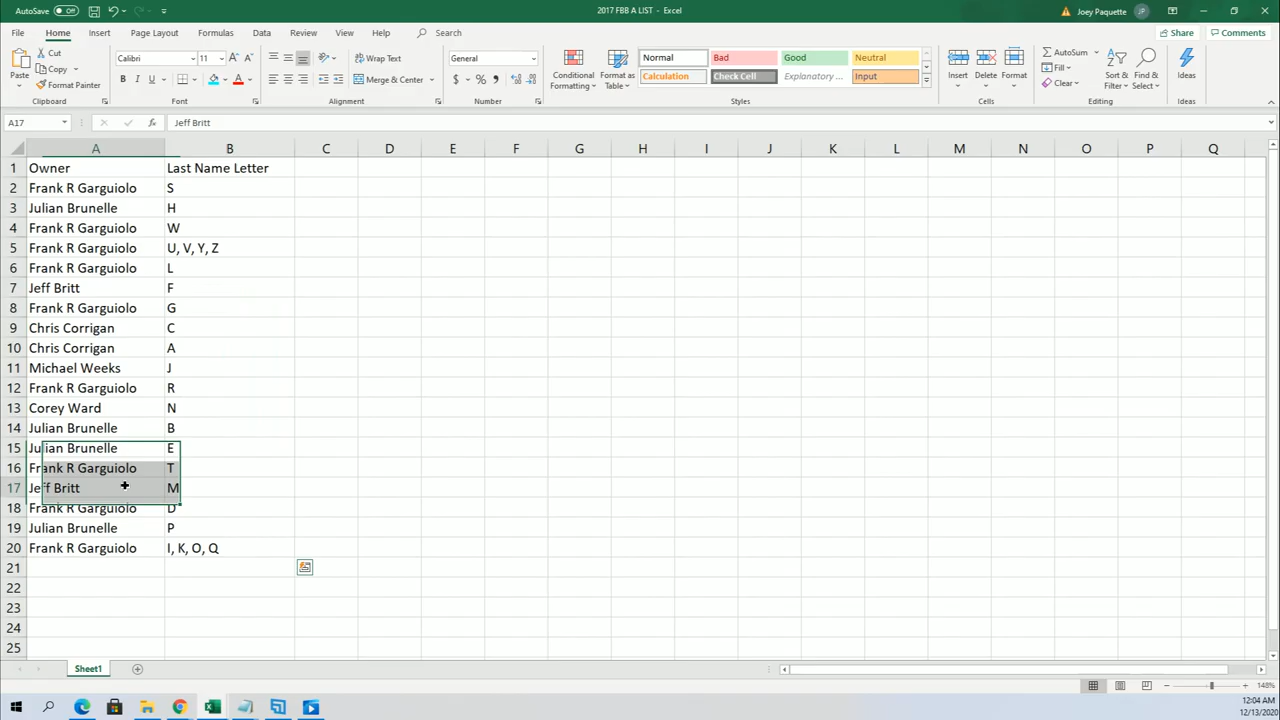 AutoSave Off 2017 FBB A LIST - Excel Joey Paquette JP
File Home Insert Page Layout Formulas Data Review View Help Search Share Comments
Paste Cut Copy Format Painter Clipboard
Calibri 11 B I U A A Font
Wrap Text Merge & Center Alignment
General $ % Number
Conditional Formatting Format as Table
Normal Bad Good Neutral
Calculation Check Cell Explanatory ... Input
Styles
Insert Delete Format Cells
AutoSum Fill Clear Sort & Filter Find & Select Editing
Ideas Ideas
A17 fx Jeff Britt
A B C D E F G H I J K L M N O P Q
1 Owner Last Name Letter
2 Frank R Garguiolo S
3 Julian Brunelle H
4 Frank R Garguiolo W
5 Frank R Garguiolo U, V, Y, Z
6 Frank R Garguiolo L
7 Jeff Britt F
8 Frank R Garguiolo G
9 Chris Corrigan C
10 Chris Corrigan A
11 Michael Weeks J
12 Frank R Garguiolo R
13 Corey Ward N
14 Julian Brunelle B
15 Julian Brunelle E
16 Frank R Garguiolo T
17 Jeff Britt M
18 Frank R Garguiolo D
19 Julian Brunelle P
20 Frank R Garguiolo I, K, O, Q
21
22
23
24
25
Sheet1
148%
12:04 AM
12/13/2020